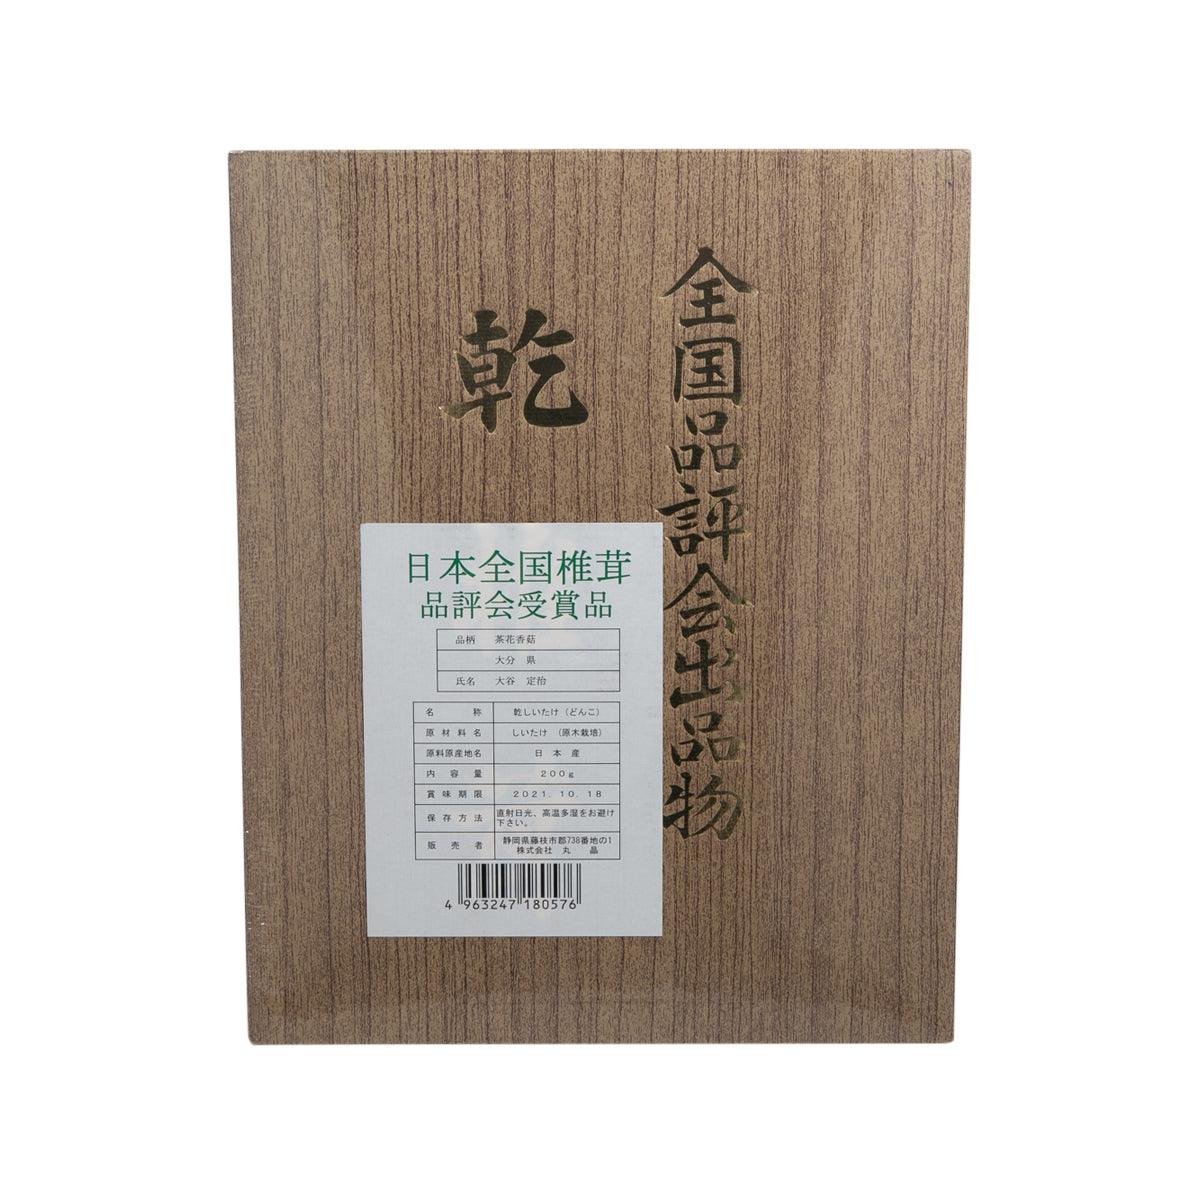 全国品評会出品物
乾
日本全国椎茸
品評会受賞品
品柄 茶花香菇
大分 県
氏名 大谷 定治
名称 乾しいたけ（どんこ）
原材料名 しいたけ （原木栽培）
原料原産地名 日本産
内容量 200g
賞味期限 2021. 10. 18
保存方法 直射日光、高温多湿をお避け
下さい。
販売者 静岡県藤枝市郡738番地の1
株式会社 丸 晶
4 963247 180576